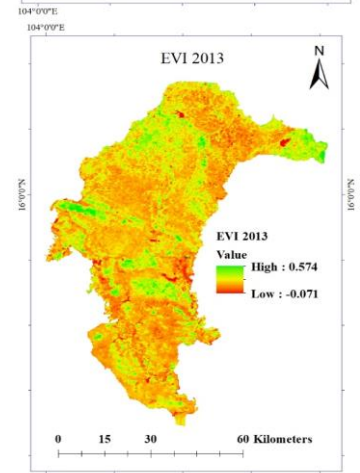 104°0'0"E
104°0'0"E
EVI 2013
N
16°0'0"N
16°0'0"N
EVI 2013
Value
High : 0.574
Low : -0.071
0 15 30 60 Kilometers